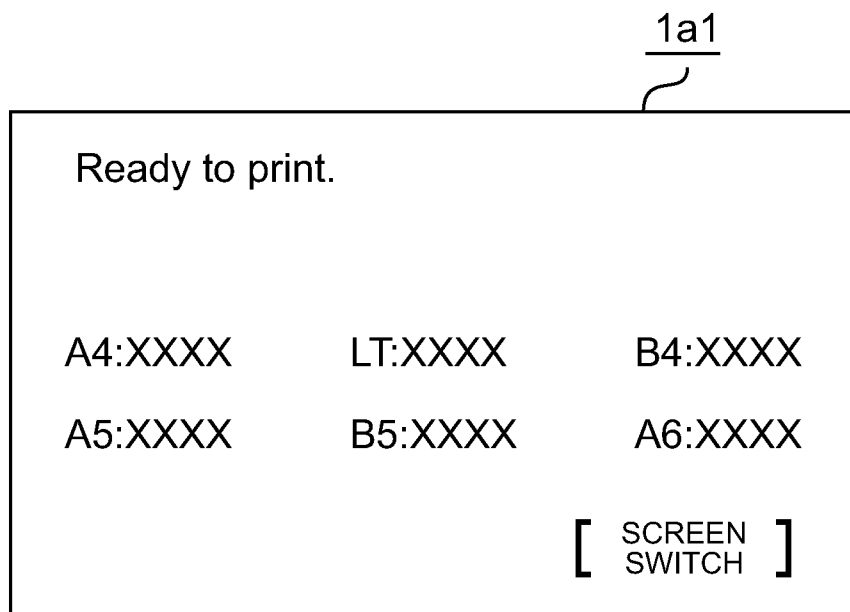 1a1
Ready to print.
A4:XXXX LT:XXXX B4:XXXX
A5:XXXX B5:XXXX A6:XXXX
[ SCREEN
SWITCH ]